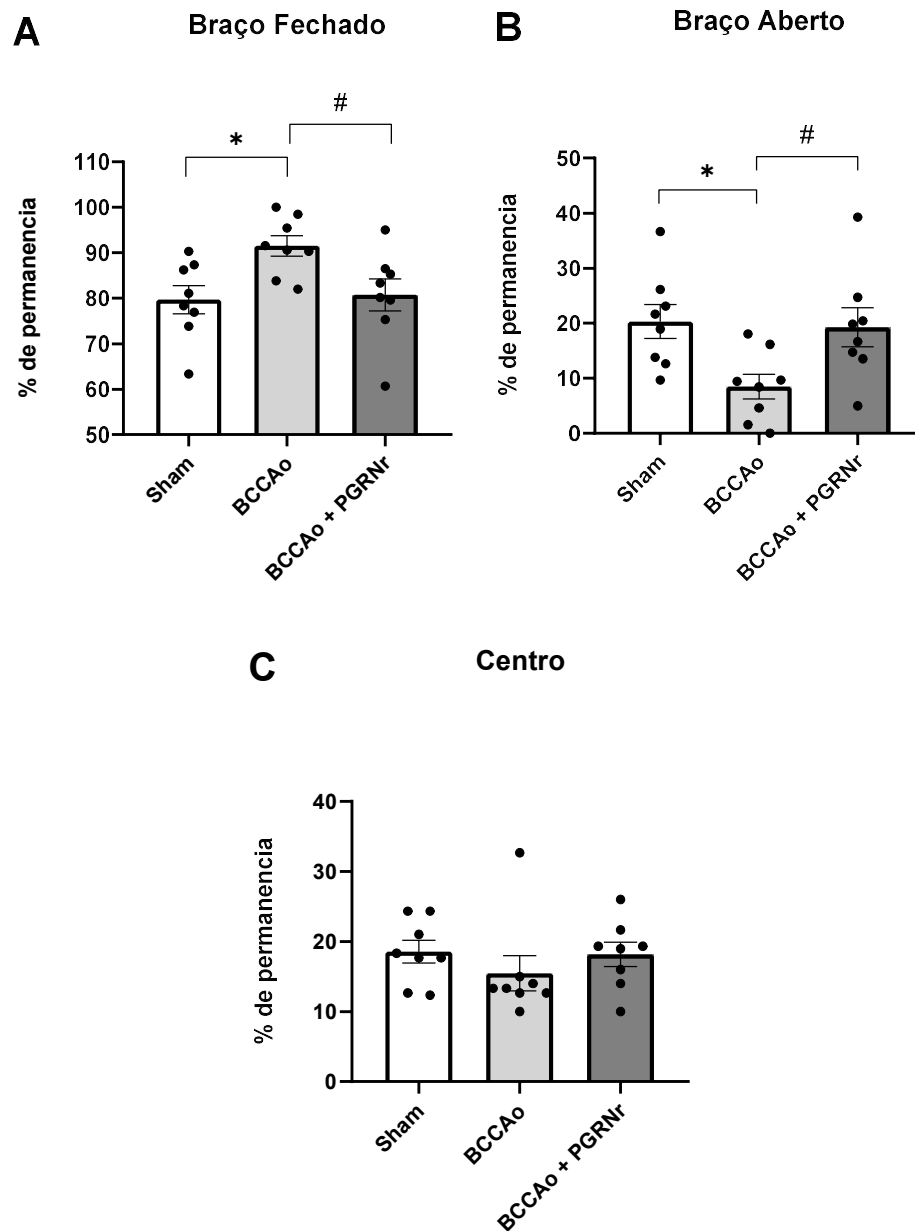 A
Braço Fechado
#
*
% de permanencia
110
100
90
80
70
60
50
Sham
BCCAo
BCCAo + PGRNr
B
Braço Aberto
#
*
% de permanencia
50
40
30
20
10
0
Sham
BCCAo
BCCAo + PGRNr
C
Centro
% de permanencia
40
30
20
10
0
Sham
BCCAo
BCCAo + PGRNr